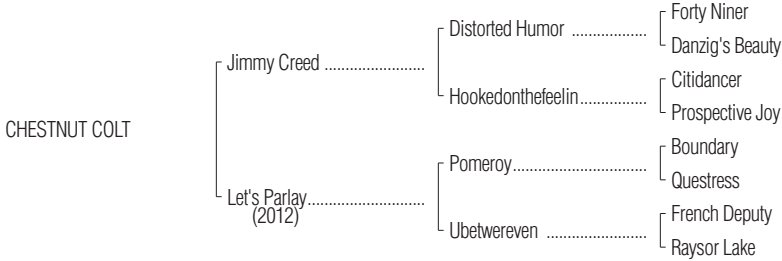 Forty Niner
Distorted Humor ....................
Danzig's Beauty
Jimmy Creed ...........................
Citidancer
Hookedonthefeelin..................
Prospective Joy
CHESTNUT COLT
Boundary
Pomeroy..................................
Questress
Let's Parlay...............................
(2012)
French Deputy
Ubetwereven ...........................
Raysor Lake